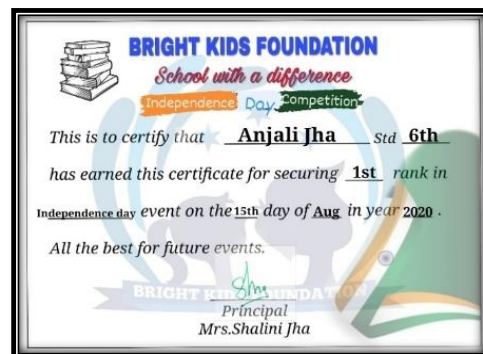 BRIGHT KIDS FOUNDATION
School with a difference
Independence Day Competition
This is to certify that Anjali Jha Std 6th
has earned this certificate for securing 1st rank in
Independence day event on the 15th day of Aug in year 2020 .
All the best for future events.
BRIGHT KIDS FOUNDATION
Principal
Mrs.Shalini Jha